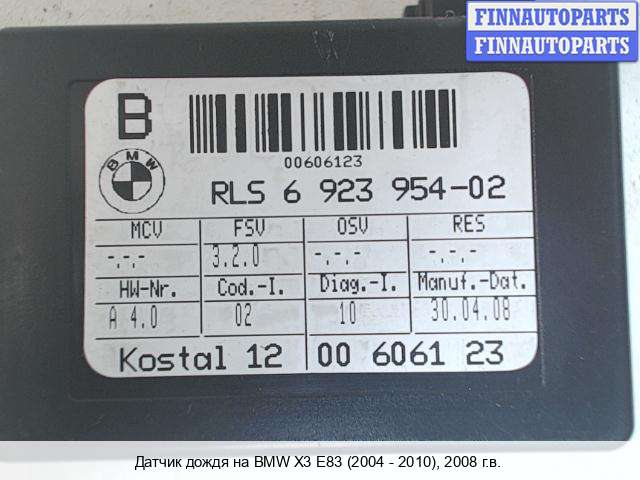 FINNAUTOPARTS
FINNAUTOPARTS
B
00606123
BMW
RLS 6 923 954-02
MCV FSV OSV RES
-.-.- 3.2.0 -.-.- -.-.-
HW-Nr. Cod.-I. Diag.-I. Manuf.-Dat.
A 4.0 02 10 30.04.08
Kostal 12 00 606123
Датчик дождя на BMW X3 E83 (2004 - 2010), 2008 г.в.